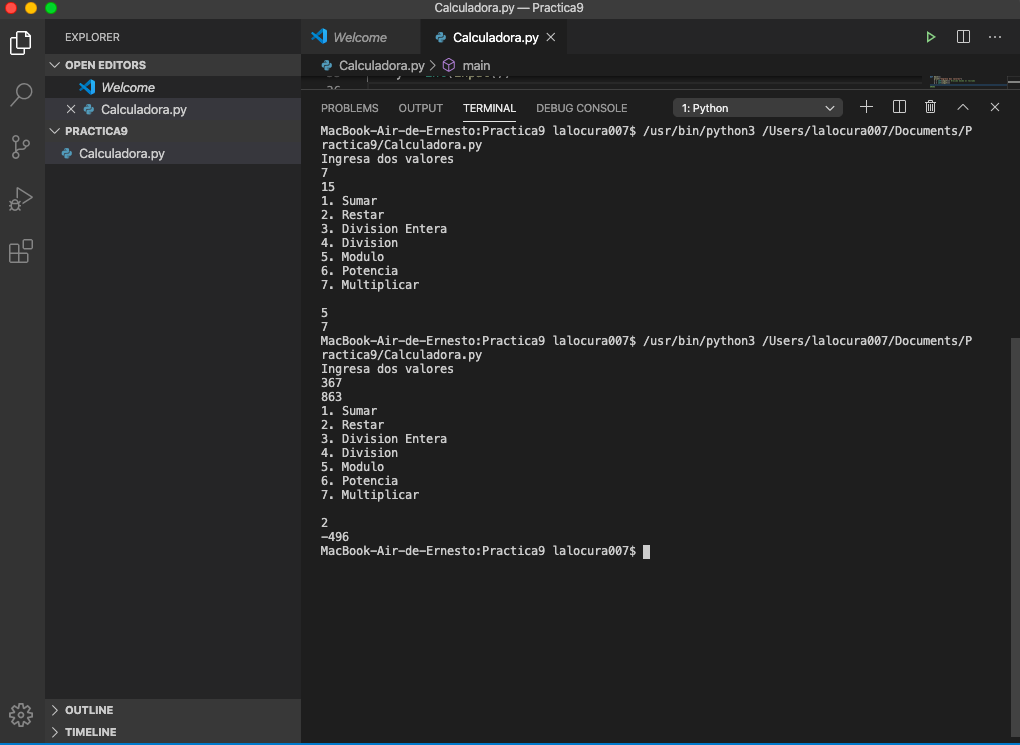 Calculadora.py — Practica9
EXPLORER
OPEN EDITORS
Welcome
Calculadora.py
PRACTICA9
Calculadora.py
OUTLINE
TIMELINE
Welcome
Calculadora.py
Calculadora.py > main
PROBLEMS OUTPUT TERMINAL DEBUG CONSOLE 1: Python
MacBook-Air-de-Ernesto:Practica9 lalocura007$ /usr/bin/python3 /Users/lalocura007/Documents/P
ractica9/Calculadora.py
Ingresa dos valores
7
15
1. Sumar
2. Restar
3. Division Entera
4. Division
5. Modulo
6. Potencia
7. Multiplicar
5
7
MacBook-Air-de-Ernesto:Practica9 lalocura007$ /usr/bin/python3 /Users/lalocura007/Documents/P
ractica9/Calculadora.py
Ingresa dos valores
367
863
1. Sumar
2. Restar
3. Division Entera
4. Division
5. Modulo
6. Potencia
7. Multiplicar
2
-496
MacBook-Air-de-Ernesto:Practica9 lalocura007$